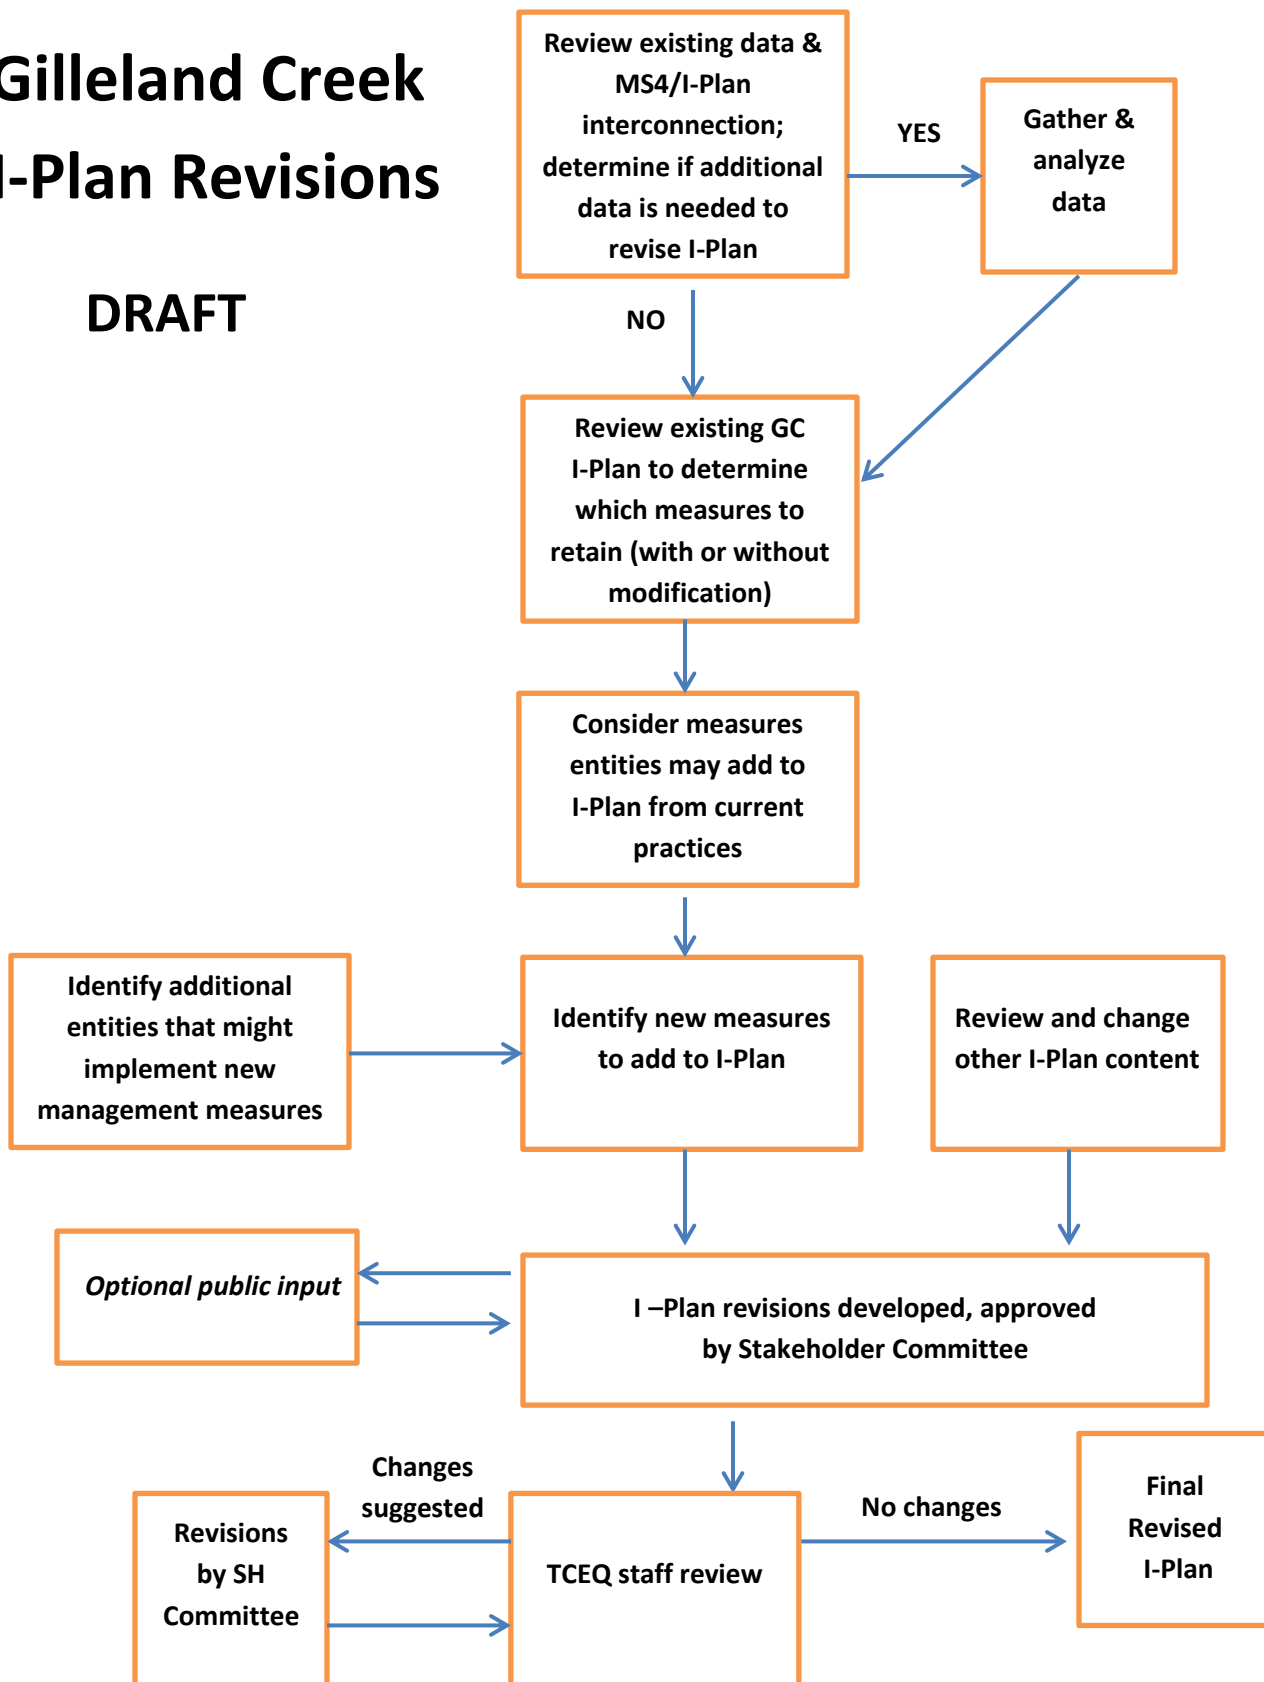 Gilleland Creek
I-Plan Revisions
DRAFT
Review existing data &
MS4/I-Plan
interconnection;
determine if additional
data is needed to
revise I-Plan
YES
Gather &
analyze
data
NO
Review existing GC
I-Plan to determine
which measures to
retain (with or without
modification)
Consider measures
entities may add to
I-Plan from current
practices
Identify additional
entities that might
implement new
management measures
Identify new measures
to add to I-Plan
Review and change
other I-Plan content
Optional public input
I –Plan revisions developed, approved
by Stakeholder Committee
Changes
suggested
Revisions
by SH
Committee
TCEQ staff review
No changes
Final
Revised
I-Plan